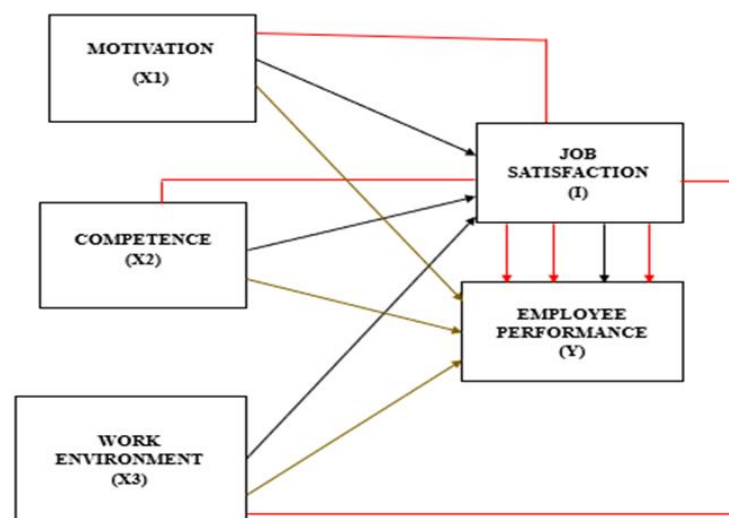 MOTIVATION
(X1)
JOB
SATISFACTION
(I)
COMPETENCE
(X2)
EMPLOYEE
PERFORMANCE
(Y)
WORK
ENVIRONMENT
(X3)